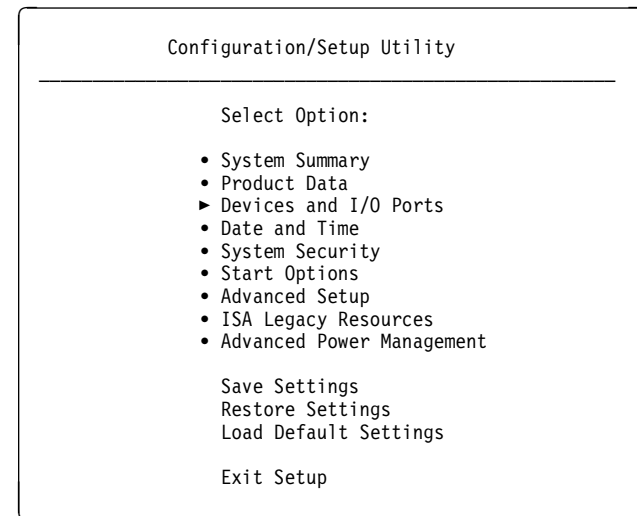 Configuration/Setup Utility
Select Option:
• System Summary
• Product Data
► Devices and I/O Ports
• Date and Time
• System Security
• Start Options
• Advanced Setup
• ISA Legacy Resources
• Advanced Power Management
Save Settings
Restore Settings
Load Default Settings
Exit Setup